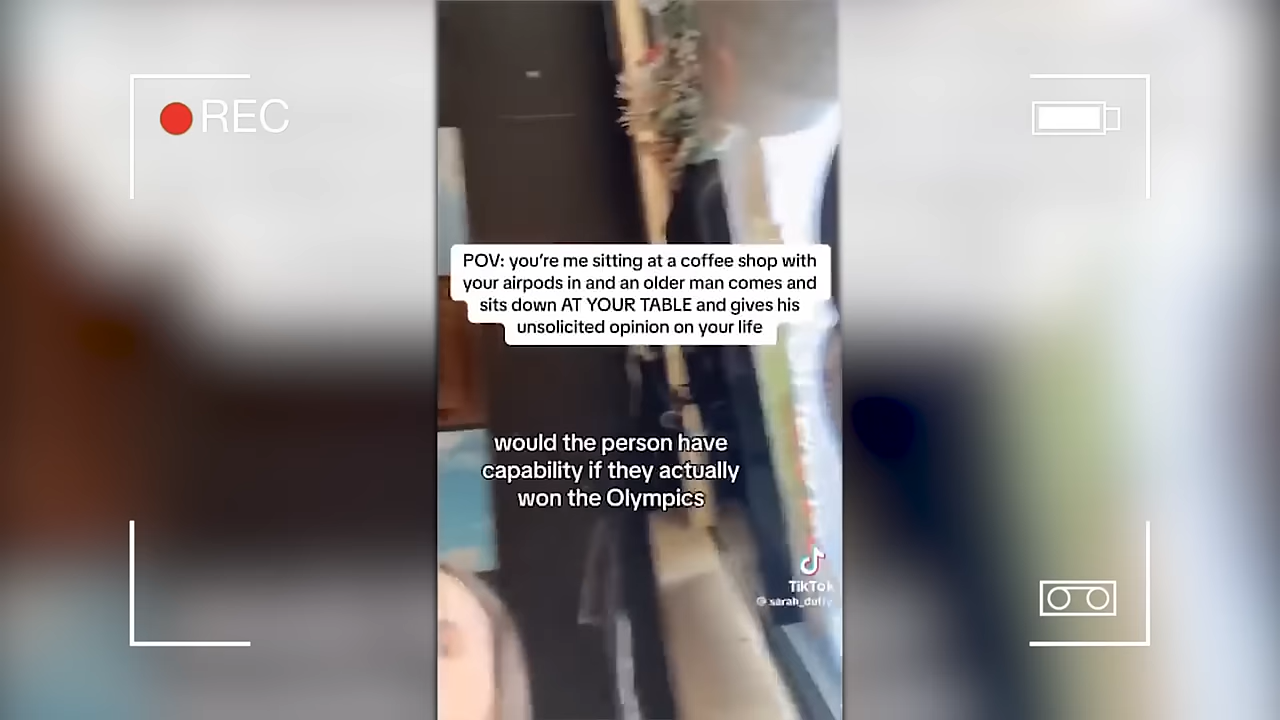 REC
POV: you're me sitting at a coffee shop with
your airpods in and an older man comes and
sits down AT YOUR TABLE and gives his
unsolicited opinion on your life
would the person have
capability if they actually
won the Olympics
TikTok
@sarah_duffy